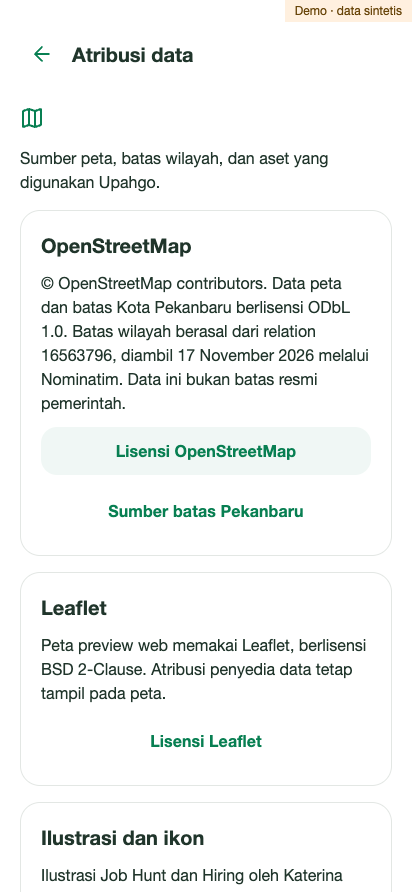 Demo · data sintetis
Atribusi data
Sumber peta, batas wilayah, dan aset yang
digunakan Upahgo.
OpenStreetMap
© OpenStreetMap contributors. Data peta
dan batas Kota Pekanbaru berlisensi ODbL
1.0. Batas wilayah berasal dari relation
16563796, diambil 17 November 2026 melalui
Nominatim. Data ini bukan batas resmi
pemerintah.
Lisensi OpenStreetMap
Sumber batas Pekanbaru
Leaflet
Peta preview web memakai Leaflet, berlisensi
BSD 2-Clause. Atribusi penyedia data tetap
tampil pada peta.
Lisensi Leaflet
Ilustrasi dan ikon
Ilustrasi Job Hunt dan Hiring oleh Katerina